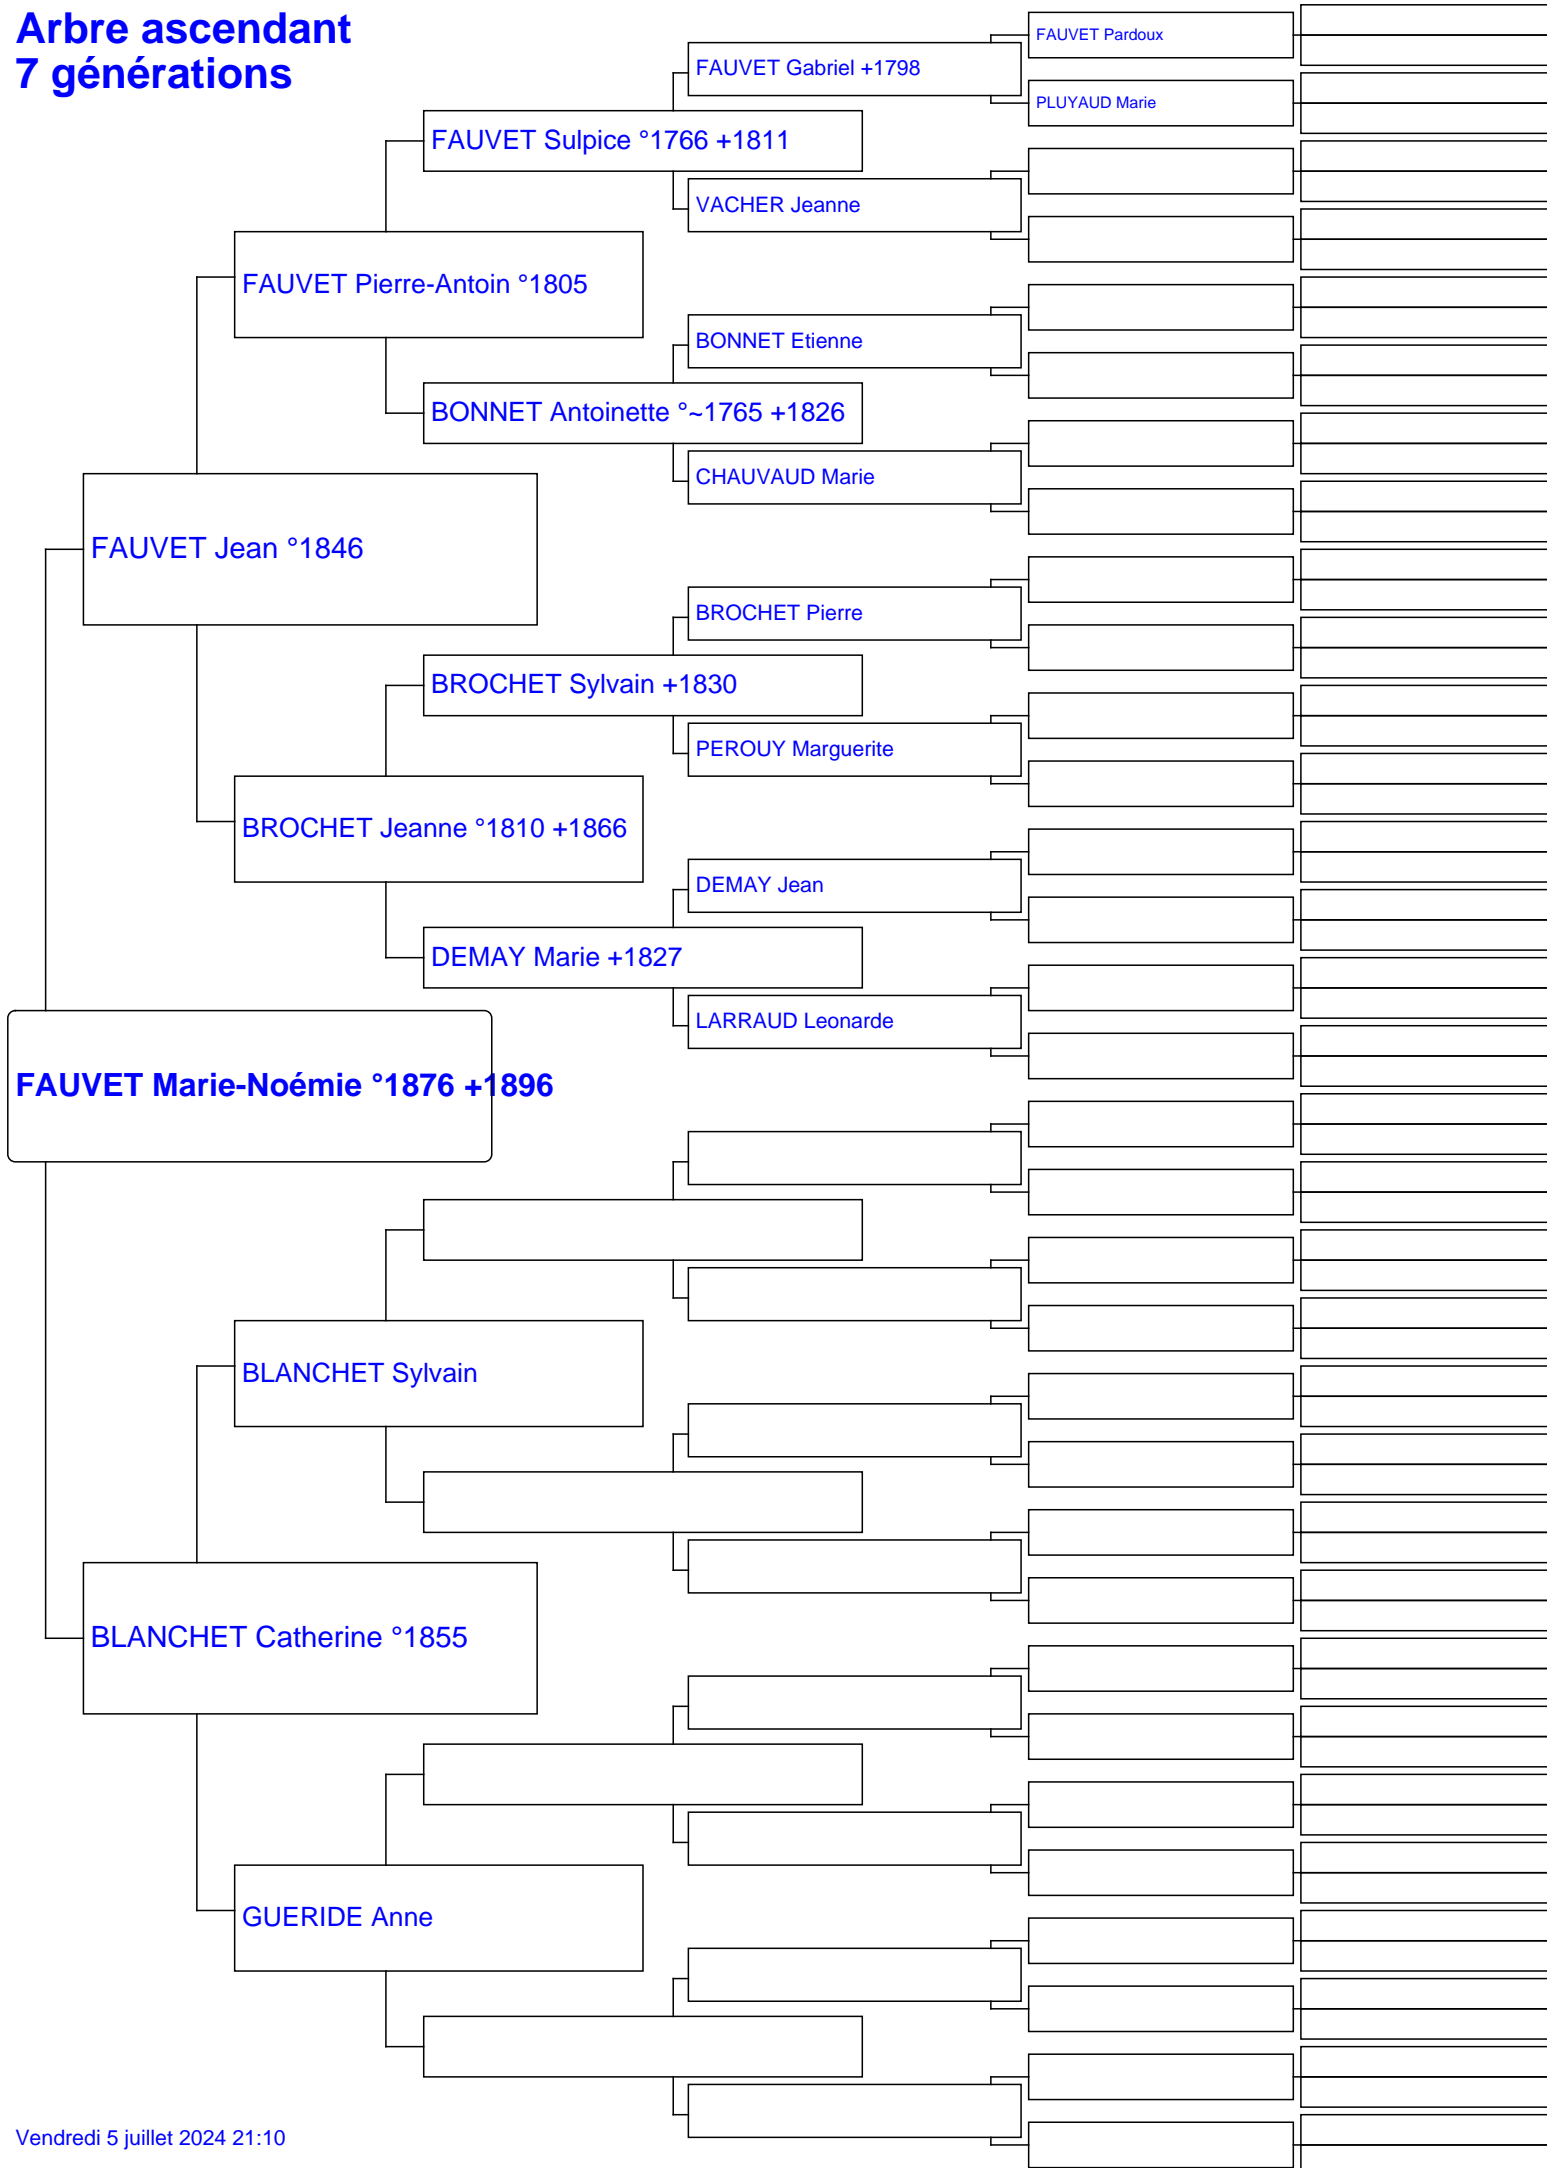 Arbre ascendant
7 générations
FAUVET Pardoux
FAUVET Gabriel +1798
PLUYAUD Marie
FAUVET Sulpice °1766 +1811
VACHER Jeanne
FAUVET Pierre-Antoin °1805
BONNET Etienne
BONNET Antoinette °~1765 +1826
CHAUVAUD Marie
FAUVET Jean °1846
BROCHET Pierre
BROCHET Sylvain +1830
PEROUY Marguerite
BROCHET Jeanne °1810 +1866
DEMAY Jean
DEMAY Marie +1827
LARRAUD Leonarde
FAUVET Marie-Noémie °1876 +1896
BLANCHET Sylvain
BLANCHET Catherine °1855
GUERIDE Anne
Vendredi 5 juillet 2024 21:10